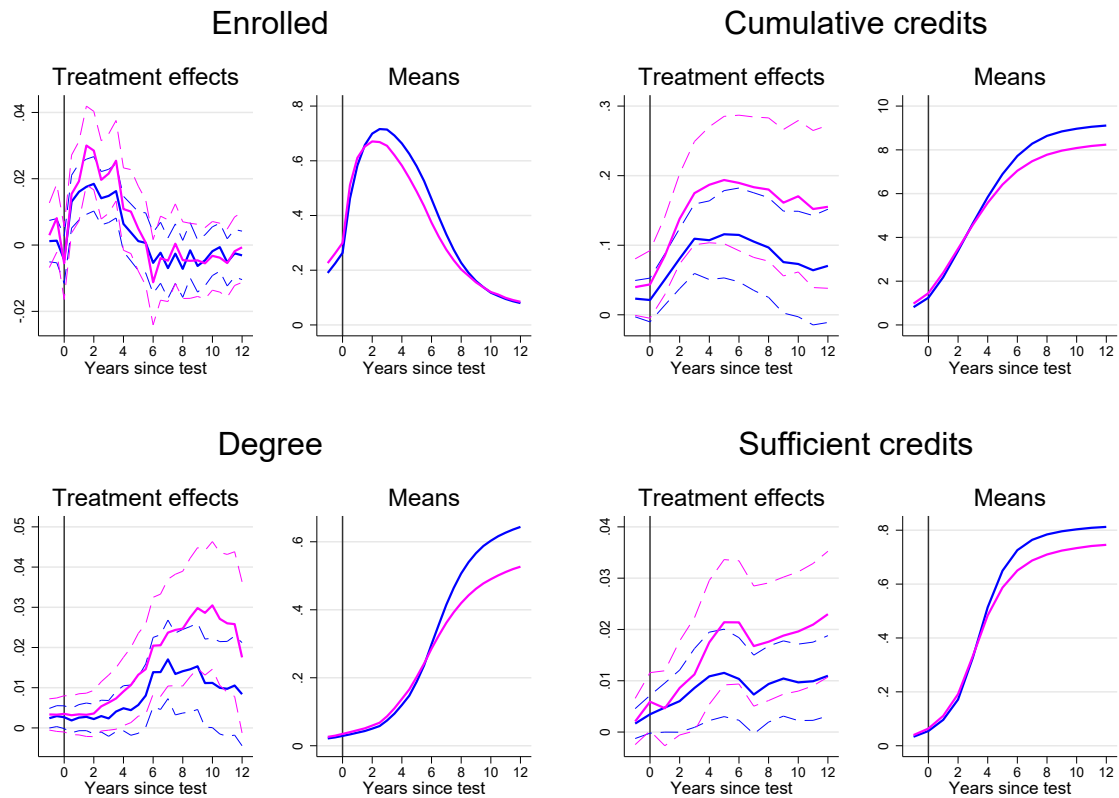 Enrolled
Treatment effects
Means
.04
.02
0
-.02
0 2 4 6 8 10 12
Years since test
.8
.6
.4
.2
0
0 2 4 6 8 10 12
Years since test
Cumulative credits
Treatment effects
Means
.3
.2
.1
0
0 2 4 6 8 10 12
Years since test
10
8
6
4
2
0
0 2 4 6 8 10 12
Years since test
Degree
Treatment effects
Means
.05
.04
.03
.02
.01
0
0 2 4 6 8 10 12
Years since test
.6
.4
.2
0
0 2 4 6 8 10 12
Years since test
Sufficient credits
Treatment effects
Means
.04
.03
.02
.01
0
0 2 4 6 8 10 12
Years since test
.8
.6
.4
.2
0
0 2 4 6 8 10 12
Years since test